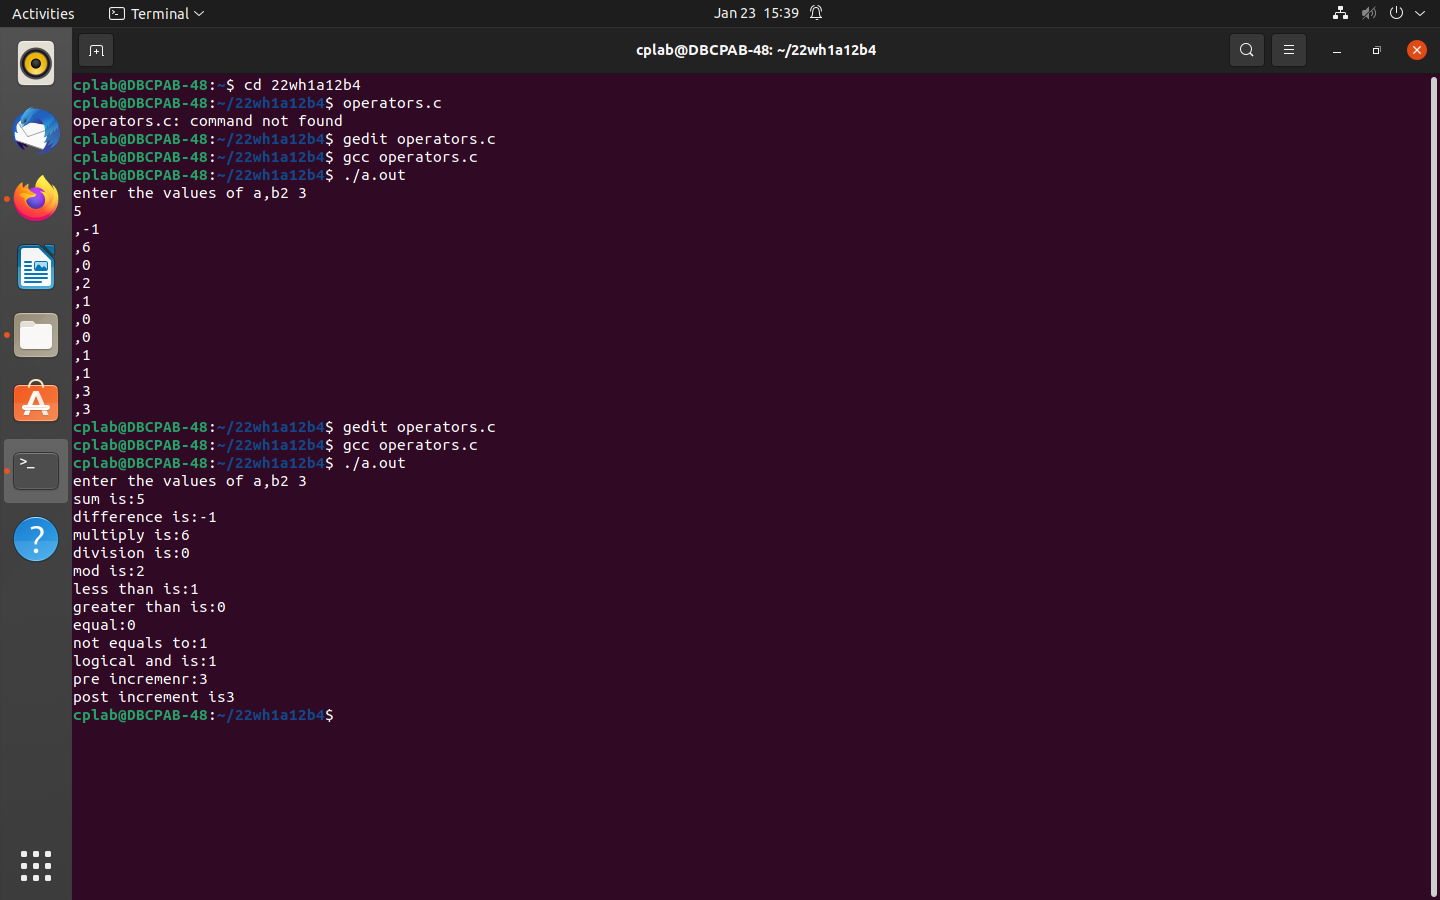 Activities Terminal Jan 23 15:39
cplab@DBCPAB-48: ~/22wh1a12b4
cplab@DBCPAB-48:~$ cd 22wh1a12b4
cplab@DBCPAB-48:~/22wh1a12b4$ operators.c
operators.c: command not found
cplab@DBCPAB-48:~/22wh1a12b4$ gedit operators.c
cplab@DBCPAB-48:~/22wh1a12b4$ gcc operators.c
cplab@DBCPAB-48:~/22wh1a12b4$ ./a.out
enter the values of a,b2 3
5
,-1
,6
,0
,2
,1
,0
,0
,1
,1
,3
,3
cplab@DBCPAB-48:~/22wh1a12b4$ gedit operators.c
cplab@DBCPAB-48:~/22wh1a12b4$ gcc operators.c
cplab@DBCPAB-48:~/22wh1a12b4$ ./a.out
enter the values of a,b2 3
sum is:5
difference is:-1
multiply is:6
division is:0
mod is:2
less than is:1
greater than is:0
equal:0
not equals to:1
logical and is:1
pre incremenr:3
post increment is3
cplab@DBCPAB-48:~/22wh1a12b4$